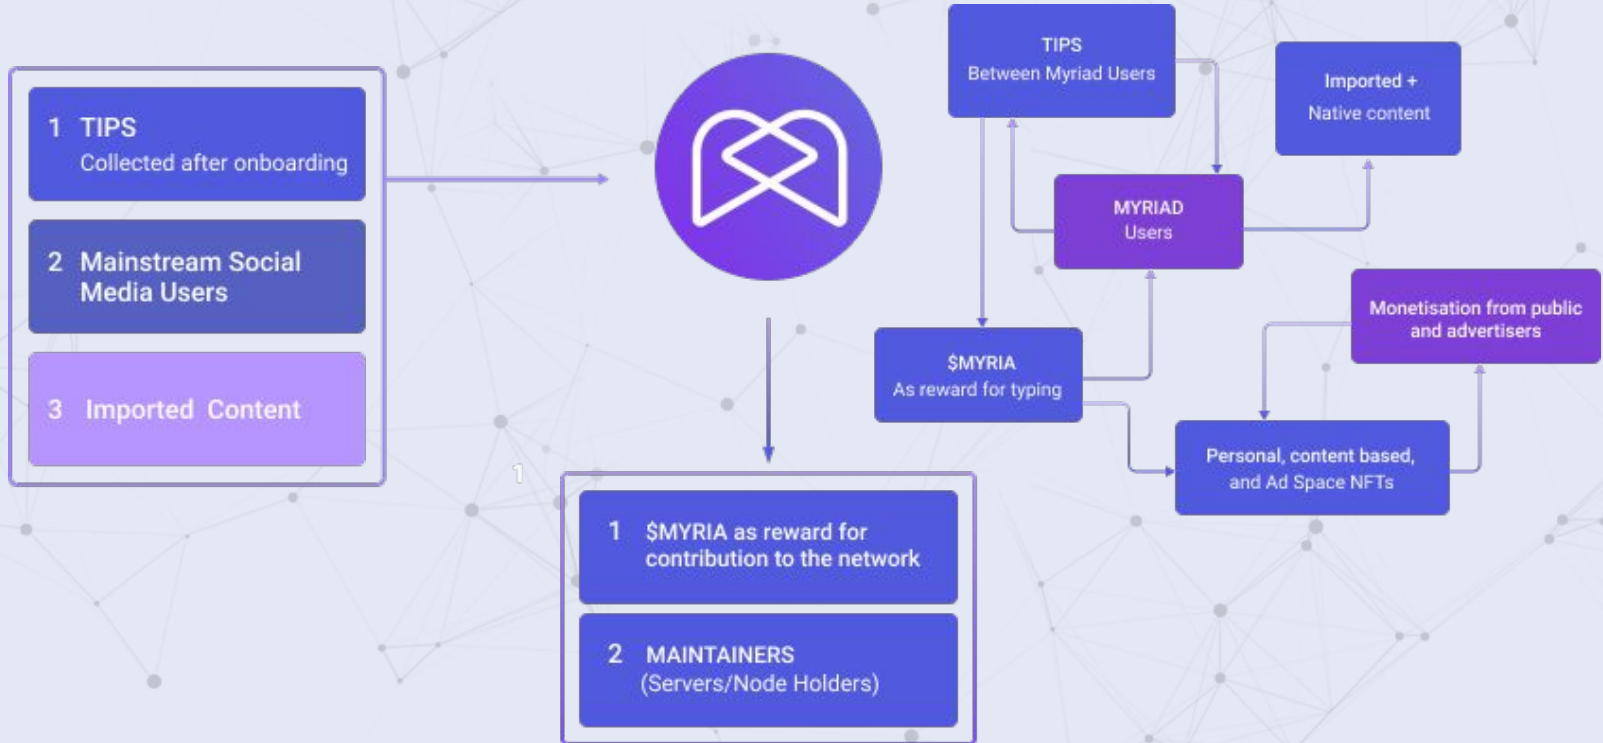 1 TIPS
Collected after onboarding
2 Mainstream Social
Media Users
3 Imported Content
1
1 $MYRIA as reward for
contribution to the network
2 MAINTAINERS
(Servers/Node Holders)
TIPS
Between Myriad Users
Imported +
Native content
MYRIAD
Users
$MYRIA
As reward for typing
Monetisation from public
and advertisers
Personal, content based,
and Ad Space NFTs